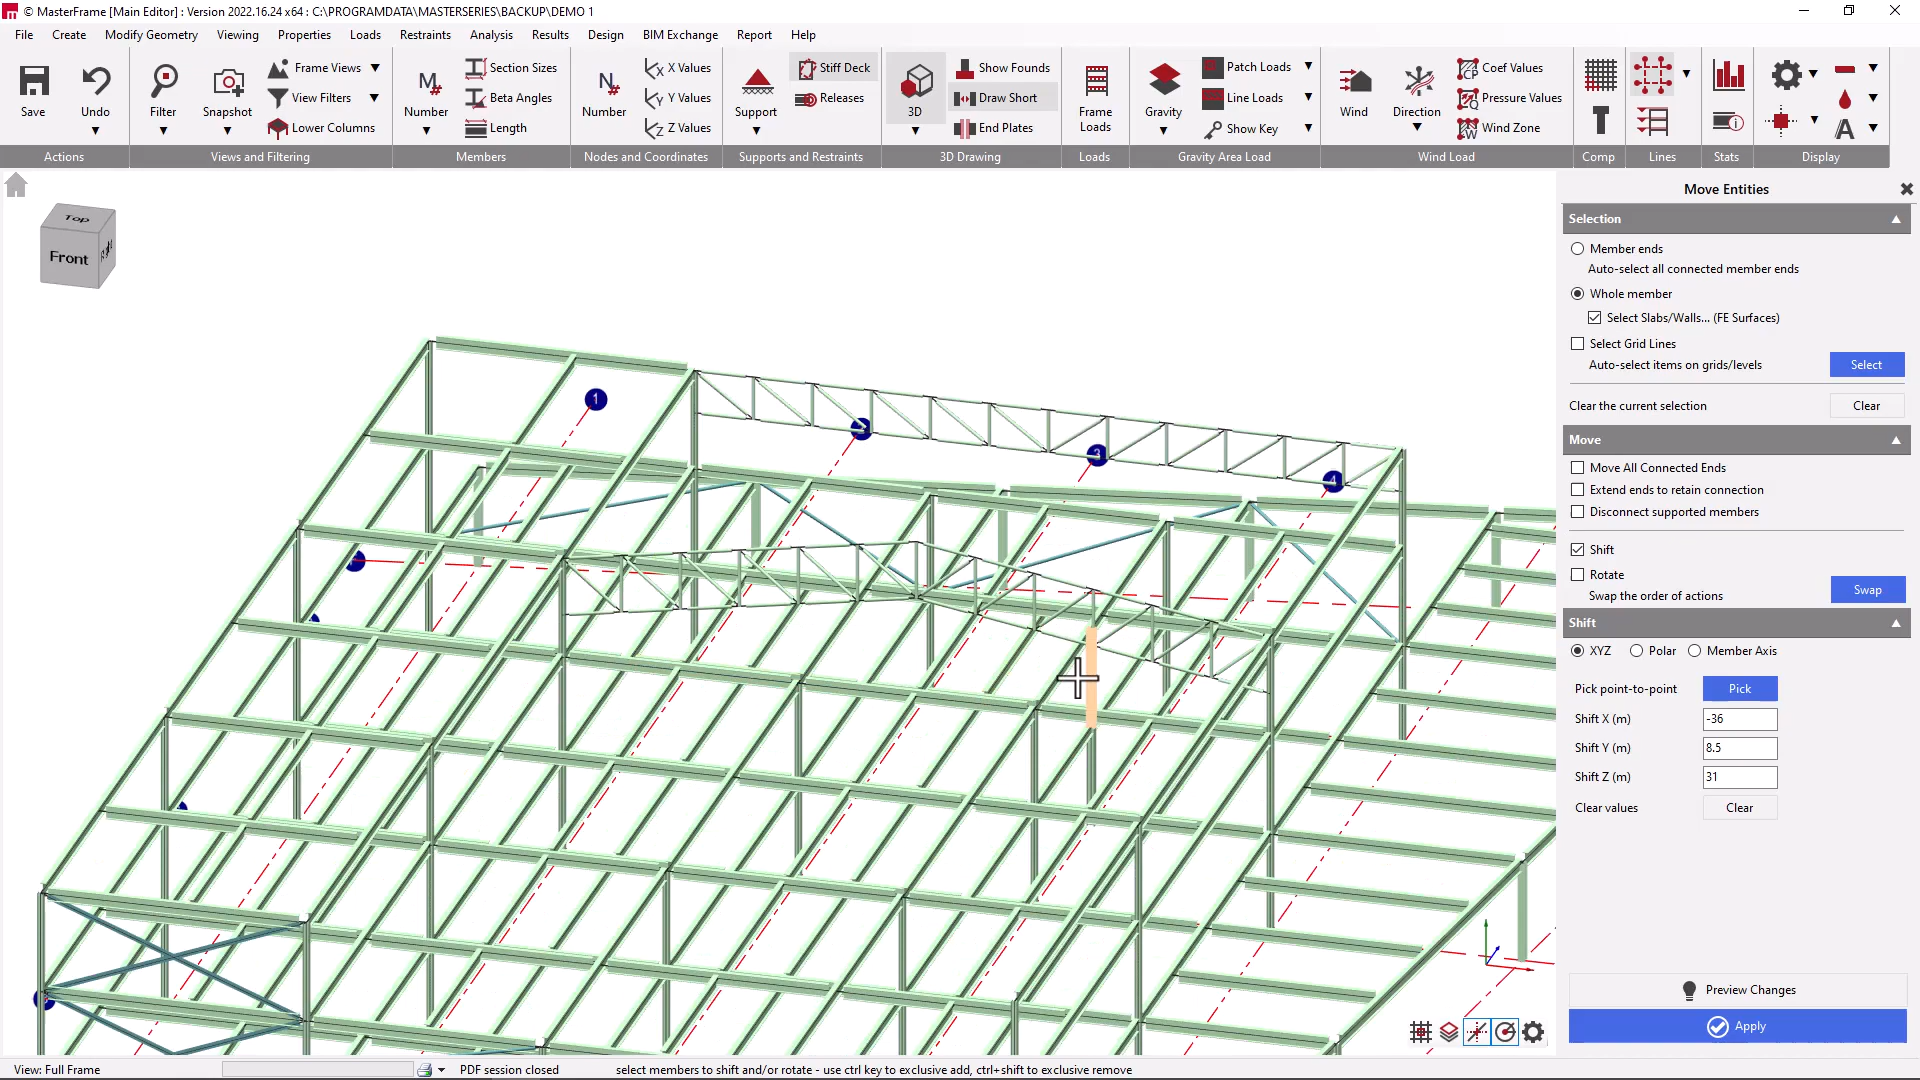 © MasterFrame [Main Editor] : Version 2022.16.24 x64 : C:\PROGRAMDATA\MASTERSERIES\BACKUP\DEMO 1
File Create Modify Geometry Viewing Properties Loads Restraints Analysis Results Design BIM Exchange Report Help
Save
Undo
Filter
Snapshot
Frame Views
View Filters
Lower Columns
Number
Section Sizes
Beta Angles
Length
Number
X Values
Y Values
Z Values
Support
Stiff Deck
Releases
3D
Show Founds
Draw Short
End Plates
Frame
Loads
Gravity
Patch Loads
Line Loads
Show Key
Wind
Direction
Coef Values
Pressure Values
Wind Zone
Actions
Views and Filtering
Members
Nodes and Coordinates
Supports and Restraints
3D Drawing
Loads
Gravity Area Load
Wind Load
Comp
Lines
Stats
Display
Top
Front
1
3
4
Move Entities
Selection
Member ends
Auto-select all connected member ends
Whole member
Select Slabs/Walls... (FE Surfaces)
Select Grid Lines
Auto-select items on grids/levels Select
Clear the current selection Clear
Move
Move All Connected Ends
Extend ends to retain connection
Disconnect supported members
Shift
Rotate
Swap the order of actions Swap
Shift
XYZ Polar Member Axis
Pick point-to-point Pick
Shift X (m) -36
Shift Y (m) 8.5
Shift Z (m) 31
Clear values Clear
Preview Changes
Apply
View: Full Frame
PDF session closed
select members to shift and/or rotate - use ctrl key to exclusive add, ctrl+shift to exclusive remove